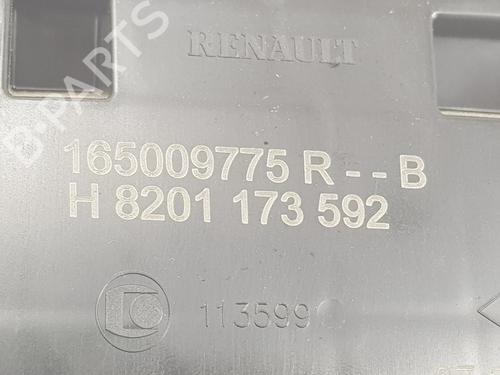 B-PARTS
RENAULT
165009775 R - - B
H 8201 173 592
113599